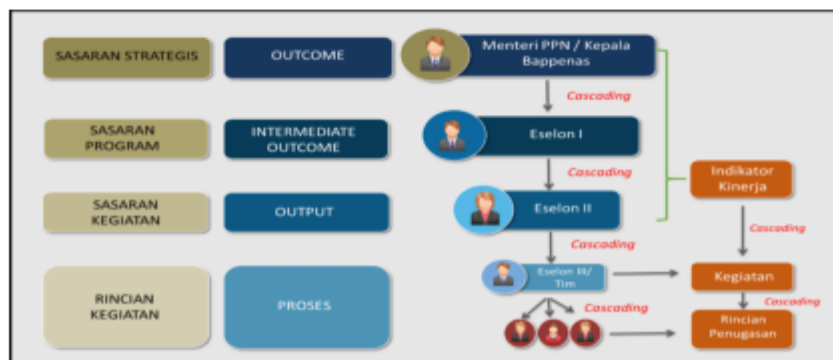 SASARAN STRATEGIS
OUTCOME
Menteri PPN / Kepala
Bappenas
Cascading
SASARAN
PROGRAM
INTERMEDIATE
OUTCOME
Eselon I
Cascading
Indikator
Kinerja
SASARAN
KEGIATAN
OUTPUT
Eselon II
Cascading
Cascading
RINCIAN
KEGIATAN
PROSES
Eselon III/
Tim
Kegiatan
Cascading
Cascading
Rincian
Penugasan